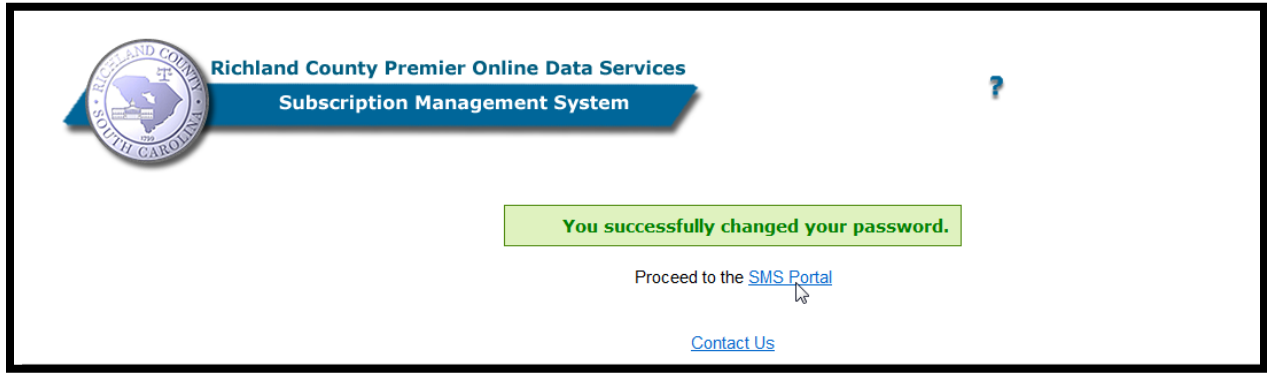 RICHLAND COUNTY · SOUTH CAROLINA ·
1799
Richland County Premier Online Data Services
Subscription Management System
?
You successfully changed your password.
Proceed to the SMS Portal
Contact Us